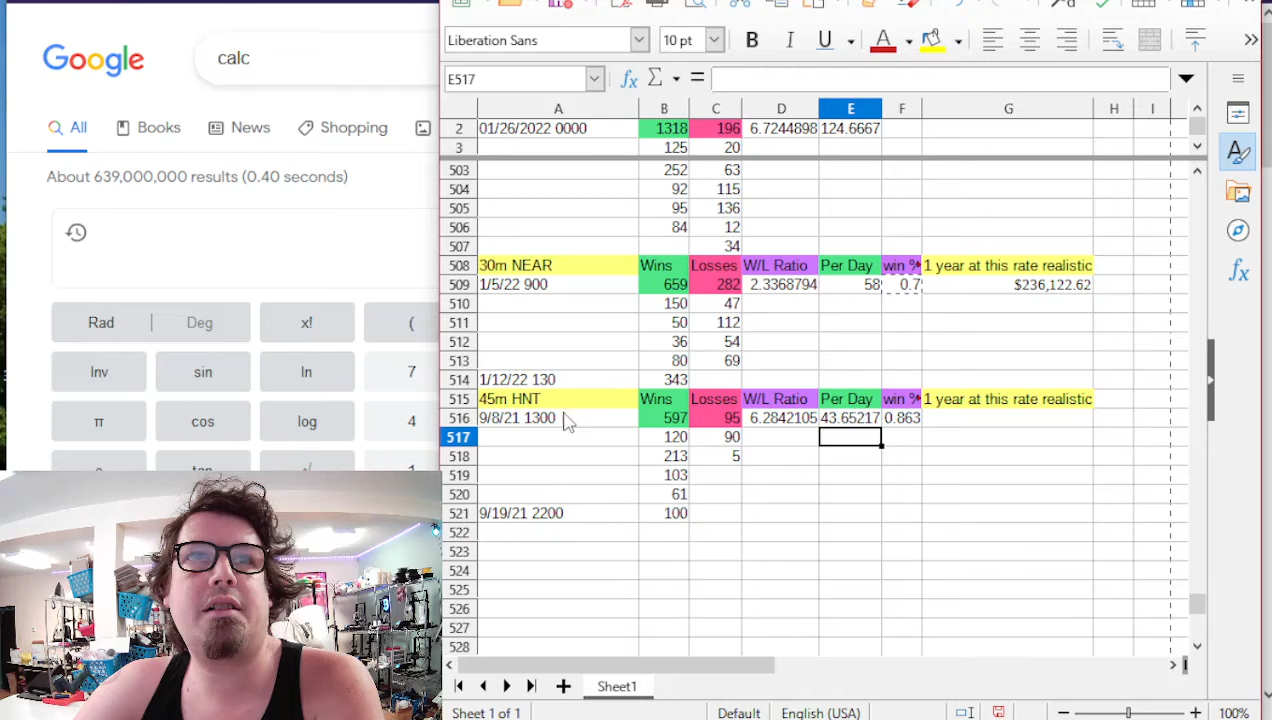 Google
calc
All
Books
News
Shopping
About 639,000,000 results (0.40 seconds)
Rad
Deg
x!
(
Inv
sin
ln
7
π
cos
log
4
Liberation Sans
10 pt
B
I
U
A
E517
fx
Σ
=
A B C D E F G H I
2 01/26/2022 0000 1318 196 6.7244898 124.6667
3 125 20
503 252 63
504 92 115
505 95 136
506 84 12
507 34
508 30m NEAR Wins Losses W/L Ratio Per Day win % 1 year at this rate realistic
509 1/5/22 900 659 282 2.3368794 58 0.7 $236,122.62
510 150 47
511 50 112
512 36 54
513 80 69
514 1/12/22 130 343
515 45m HNT Wins Losses W/L Ratio Per Day win % 1 year at this rate realistic
516 9/8/21 1300 597 95 6.2842105 43.65217 0.863
517 120 90
518 213 5
519 103
520 61
521 9/19/21 2200 100
522
523
524
525
526
527
528
Sheet1
Sheet 1 of 1
Default
English (USA)
100%